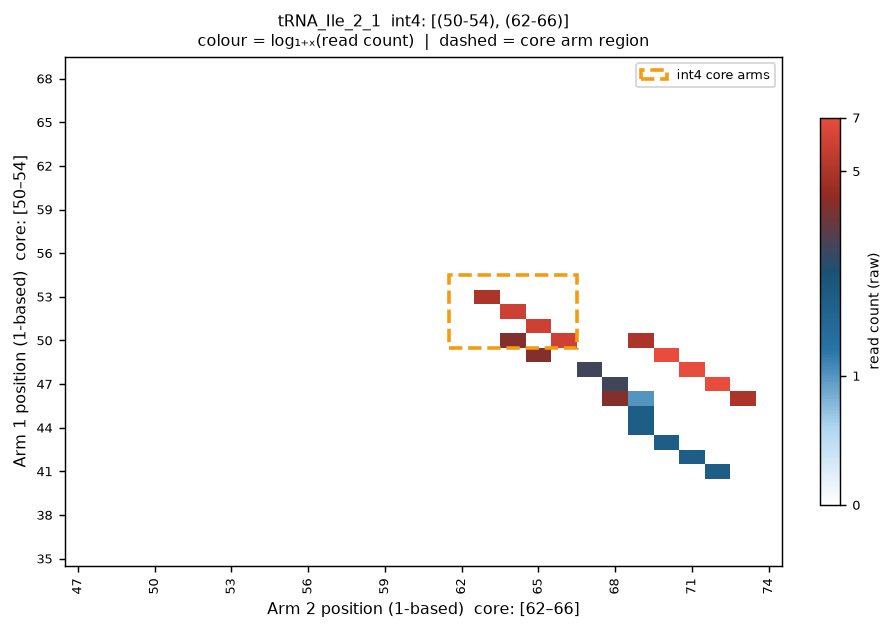 tRNA_Ile_2_1  int4: [(50-54), (62-66)]
colour = log₁₊ₓ(read count)  |  dashed = core arm region
int4 core arms
Arm 1 position (1-based)  core: [50–54]
68
65
62
59
56
53
50
47
44
41
38
35
47 50 53 56 59 62 65 68 71 74
Arm 2 position (1-based)  core: [62–66]
7
5
1
0
read count (raw)